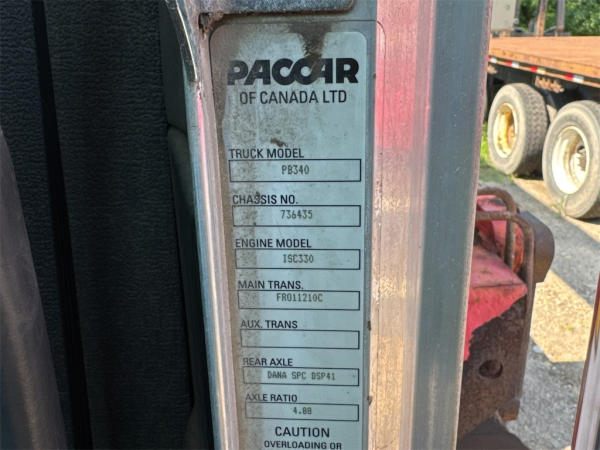 PACCAR
OF CANADA LTD
TRUCK MODEL
PB340
CHASSIS NO.
736435
ENGINE MODEL
ISC330
MAIN TRANS.
FRO11210C
AUX. TRANS
REAR AXLE
DANA SPC DSP41
AXLE RATIO
4.88
CAUTION
OVERLOADING OR